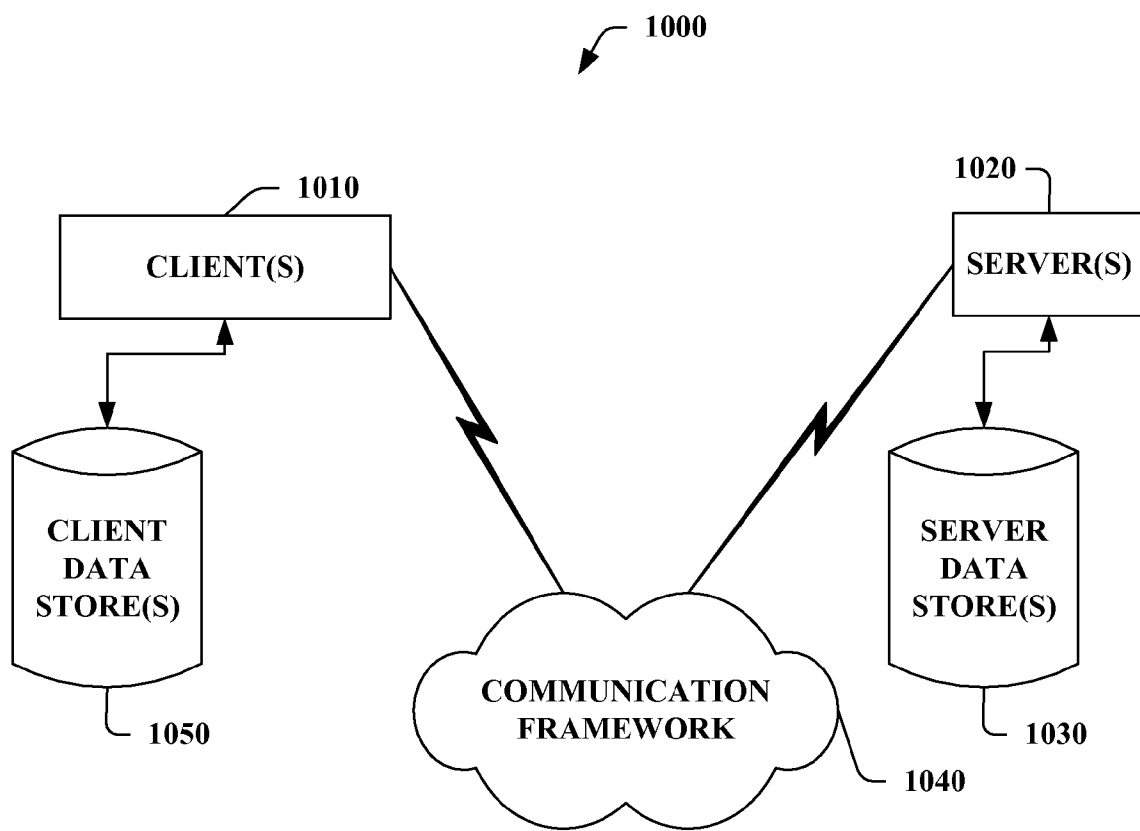 1000
1010
1020
CLIENT(S)
SERVER(S)
CLIENT
DATA
STORE(S)
SERVER
DATA
STORE(S)
COMMUNICATION
FRAMEWORK
1050
1030
1040